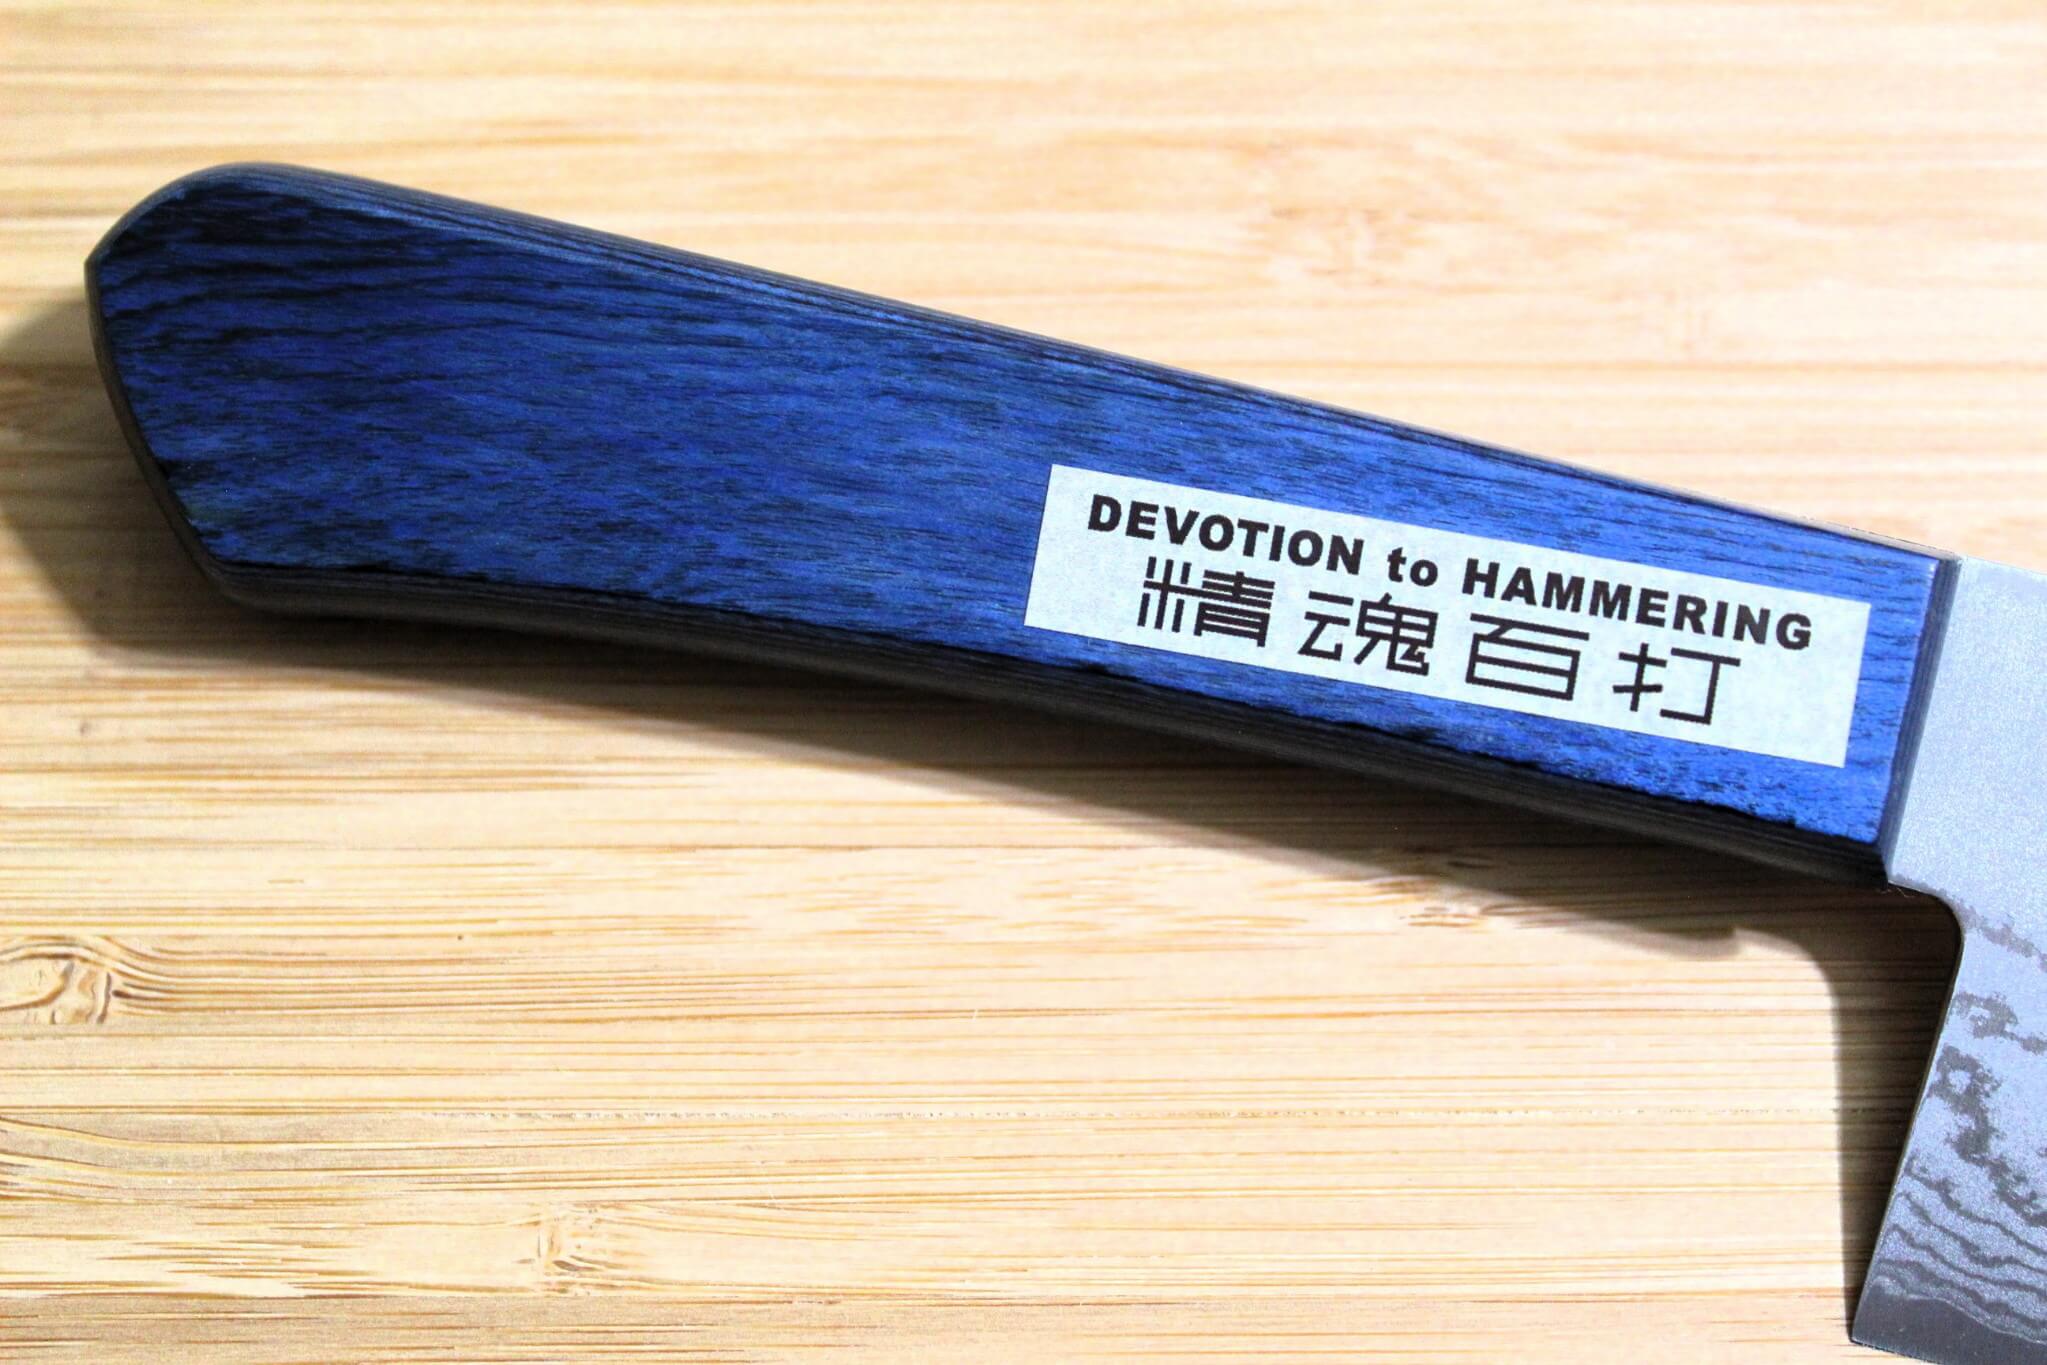 DEVOTION to HAMMERING
精魂百打